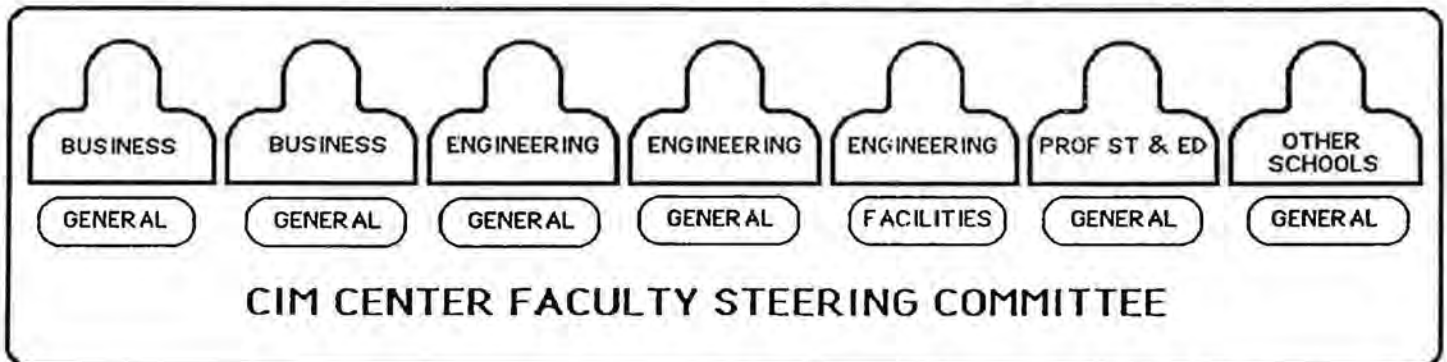 BUSINESS BUSINESS ENGINEERING ENGINEERING ENGINEERING PROF ST & ED OTHER SCHOOLS
GENERAL GENERAL GENERAL GENERAL FACILITIES GENERAL GENERAL
CIM CENTER FACULTY STEERING COMMITTEE